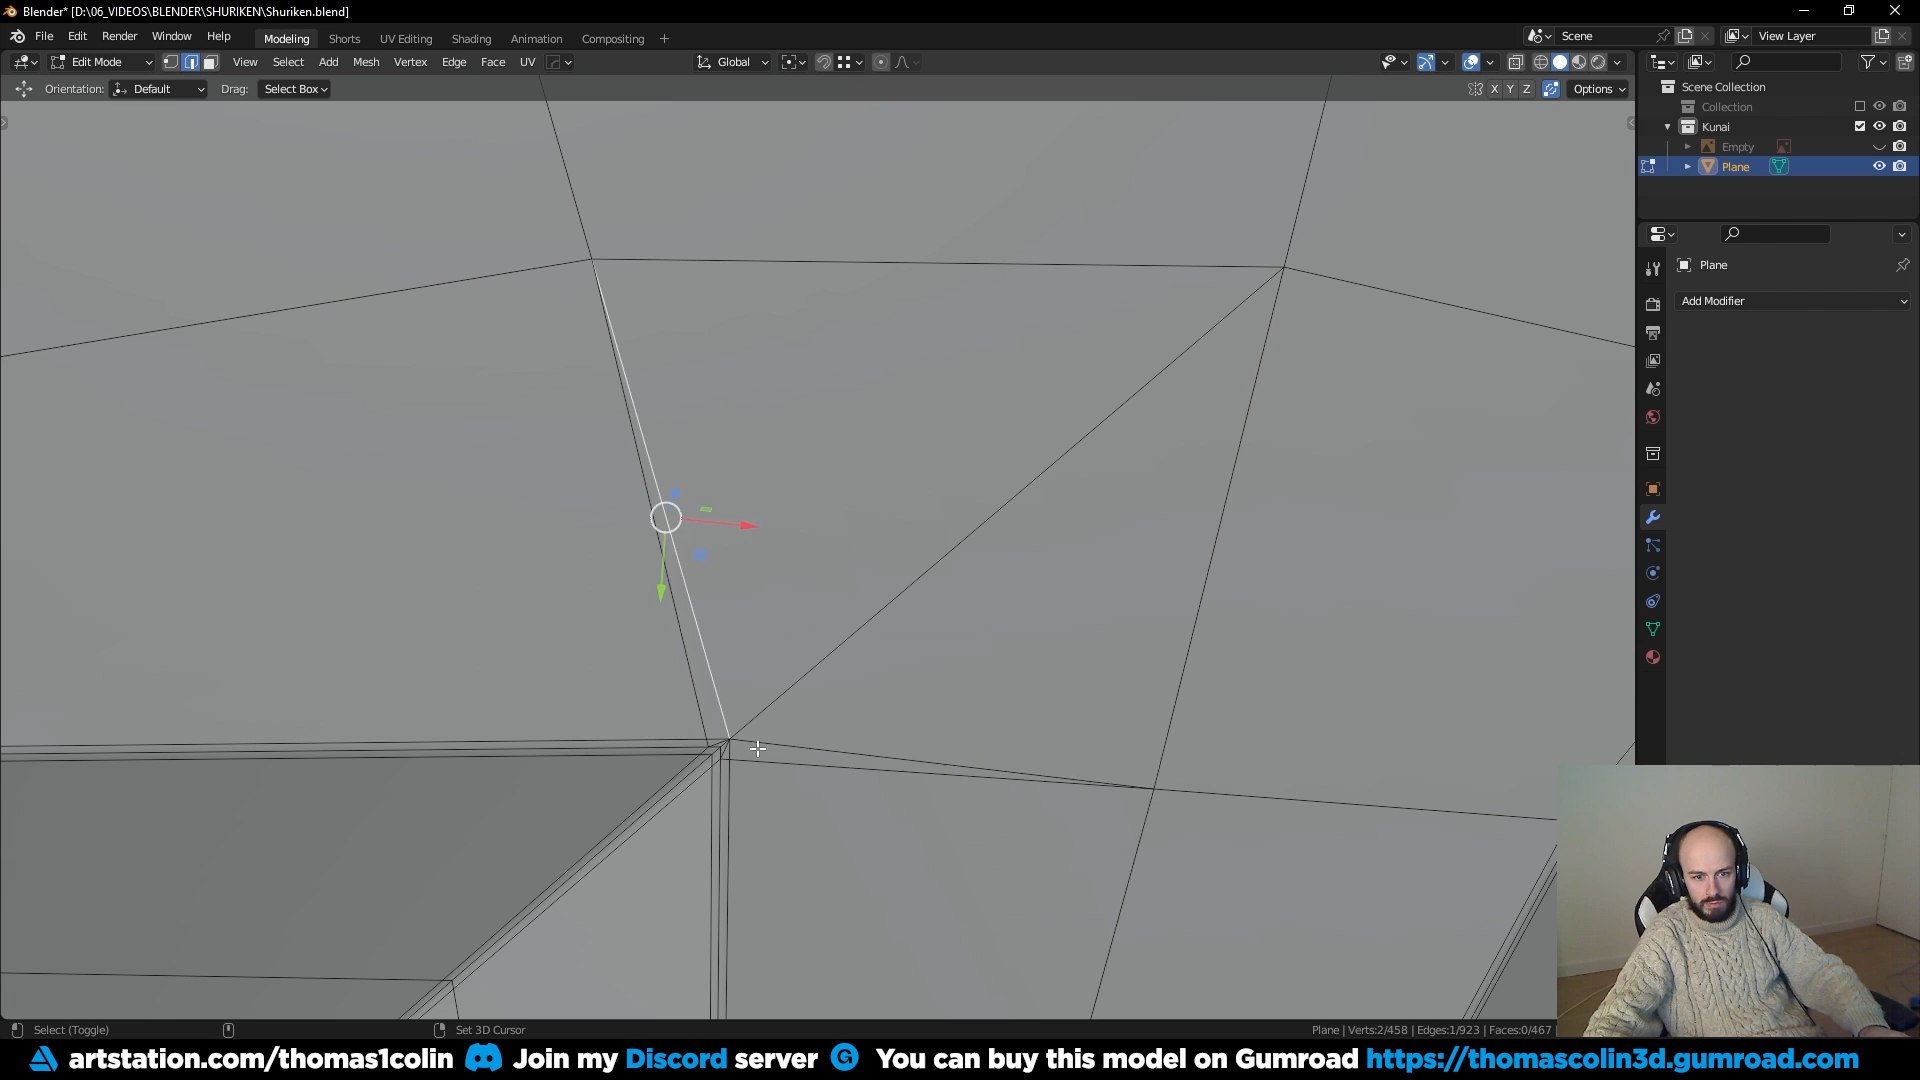 Blender* [D:\06_VIDEOS\BLENDER\SHURIKEN\Shuriken.blend]
File Edit Render Window Help Modeling Shorts UV Editing Shading Animation Compositing + Scene View Layer
Edit Mode View Select Add Mesh Vertex Edge Face UV Global
Orientation: Default Drag: Select Box X Y Z Options
Scene Collection
Collection
Kunai
Empty
Plane
Plane
Add Modifier
Select (Toggle) Set 3D Cursor Plane | Verts:2/458 | Edges:1/923 | Faces:0/467
artstation.com/thomas1colin Join my Discord server You can buy this model on Gumroad https://thomascolin3d.gumroad.com